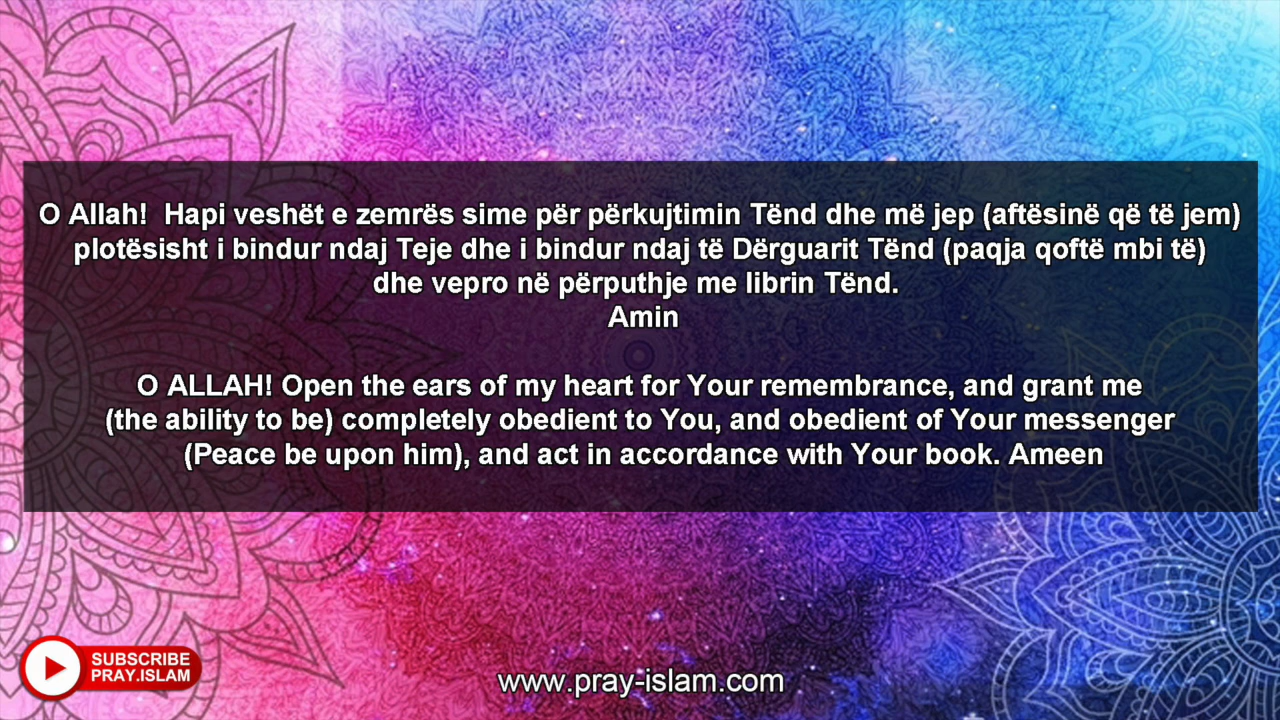 O Allah!  Hapi veshët e zemrës sime për përkujtimin Tënd dhe më jep (aftësinë që të jem)
plotësisht i bindur ndaj Teje dhe i bindur ndaj të Dërguarit Tënd (paqja qoftë mbi të)
dhe vepro në përputhje me librin Tënd.
Amin
O ALLAH! Open the ears of my heart for Your remembrance, and grant me
(the ability to be) completely obedient to You, and obedient of Your messenger
(Peace be upon him), and act in accordance with Your book. Ameen
SUBSCRIBE
PRAY.ISLAM
www.pray-islam.com